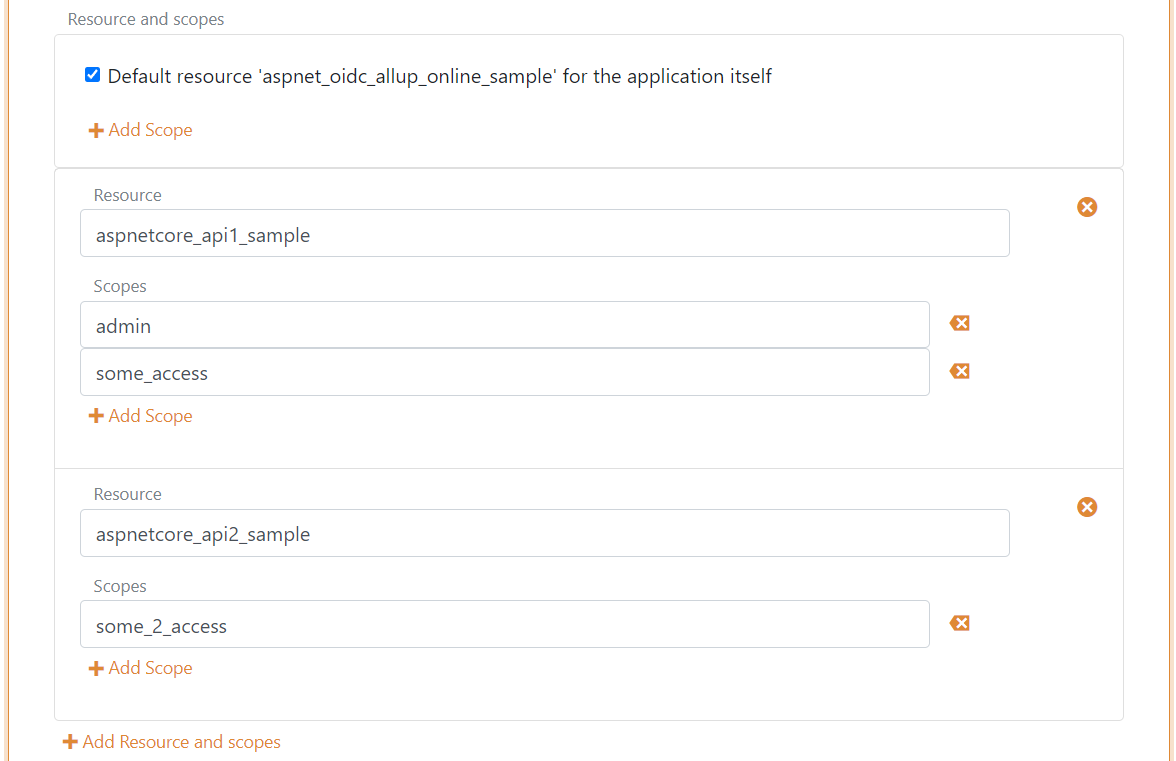 Resource and scopes
Default resource 'aspnet_oidc_allup_online_sample' for the application itself
Add Scope
Resource
aspnetcore_api1_sample
Scopes
admin
some_access
Add Scope
Resource
aspnetcore_api2_sample
Scopes
some_2_access
Add Scope
Add Resource and scopes